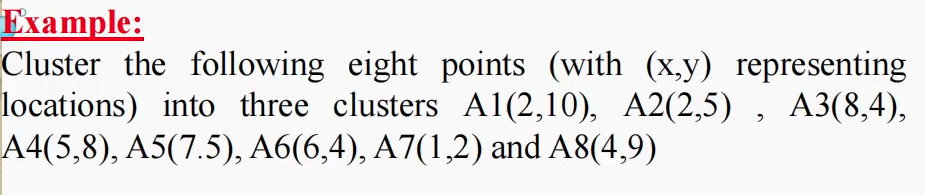 Example:
Cluster the following eight points (with (x,y) representing
locations) into three clusters A1(2,10), A2(2,5) , A3(8,4),
A4(5,8), A5(7.5), A6(6,4), A7(1,2) and A8(4,9)